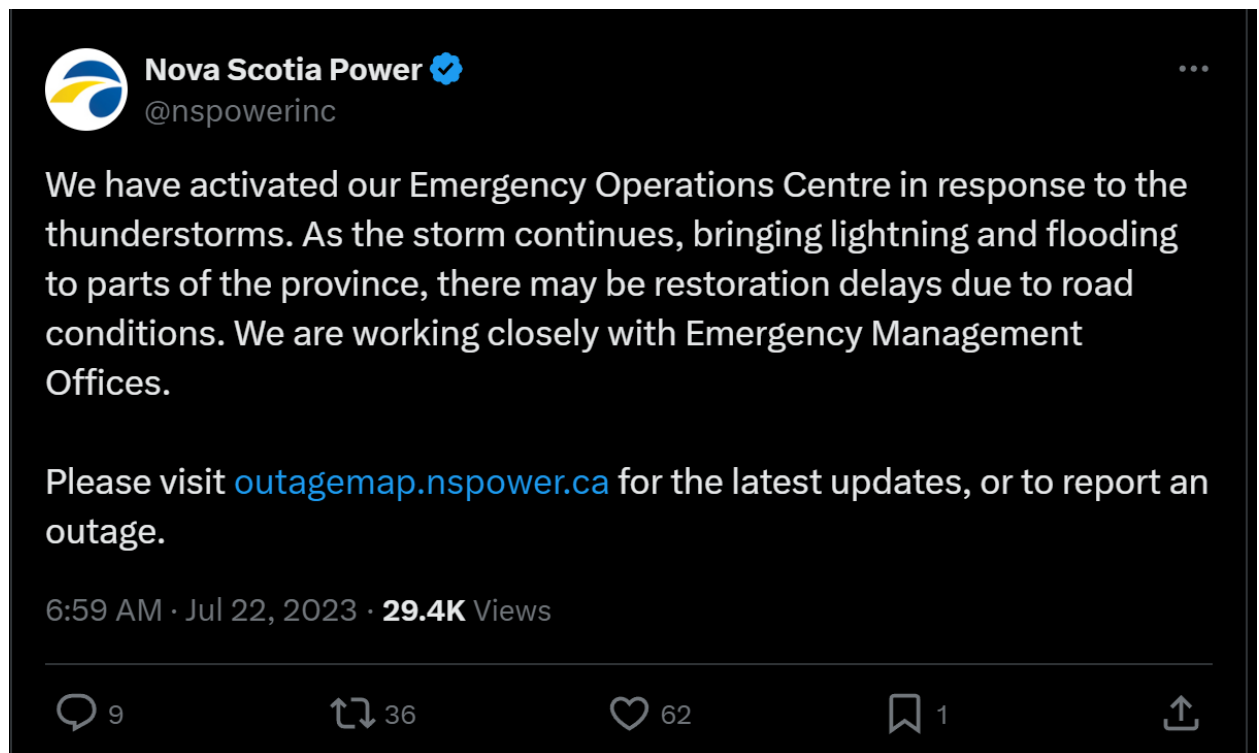 Nova Scotia Power
@nspowerinc
We have activated our Emergency Operations Centre in response to the
thunderstorms. As the storm continues, bringing lightning and flooding
to parts of the province, there may be restoration delays due to road
conditions. We are working closely with Emergency Management
Offices.
Please visit outagemap.nspower.ca for the latest updates, or to report an
outage.
6:59 AM · Jul 22, 2023 · 29.4K Views
9 36 62 1